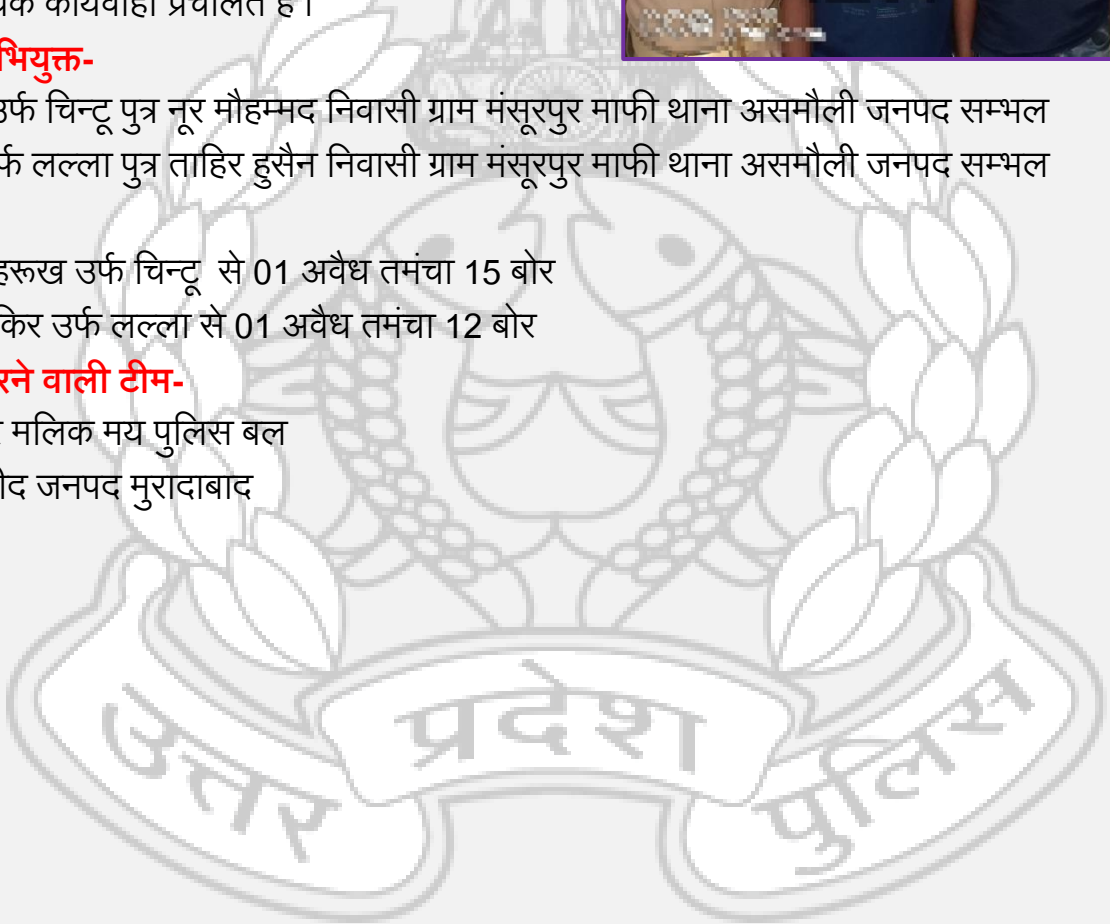 कार्यवाही प्रचलित है।
भियुक्त-
उर्फ चिन्टू पुत्र नूर मौहम्मद निवासी ग्राम मंसूरपुर माफी थाना असमौली जनपद सम्भल
र्फ लल्ला पुत्र ताहिर हुसैन निवासी ग्राम मंसूरपुर माफी थाना असमौली जनपद सम्भल
हरूख उर्फ चिन्टू से 01 अवैध तमंचा 15 बोर
किर उर्फ लल्ला से 01 अवैध तमंचा 12 बोर
रने वाली टीम-
मलिक मय पुलिस बल
जनपद मुरादाबाद
उत्तर प्रदेश पुलिस